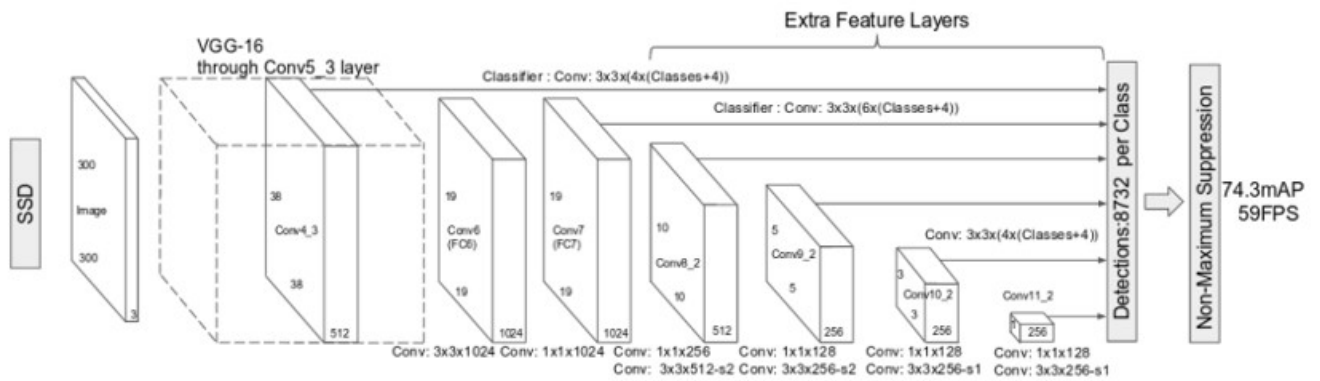 Extra Feature Layers
VGG-16
through Conv5_3 layer
Classifier : Conv: 3x3x(4x(Classes+4))
Classifier : Conv: 3x3x(6x(Classes+4))
SSD
300
Image
300
3
38
Conv4_3
38
512
19
Conv6
(FC6)
19
1024
19
Conv7
(FC7)
19
1024
10
Conv8_2
10
512
5
Conv9_2
5
256
Conv: 3x3x(4x(Classes+4))
3
Conv10_2
3
256
Conv11_2
1
256
Detections:8732 per Class
Non-Maximum Suppression
74.3mAP
59FPS
Conv: 3x3x1024
Conv: 1x1x1024
Conv: 1x1x256
Conv: 3x3x512-s2
Conv: 1x1x128
Conv: 3x3x256-s2
Conv: 1x1x128
Conv: 3x3x256-s1
Conv: 1x1x128
Conv: 3x3x256-s1